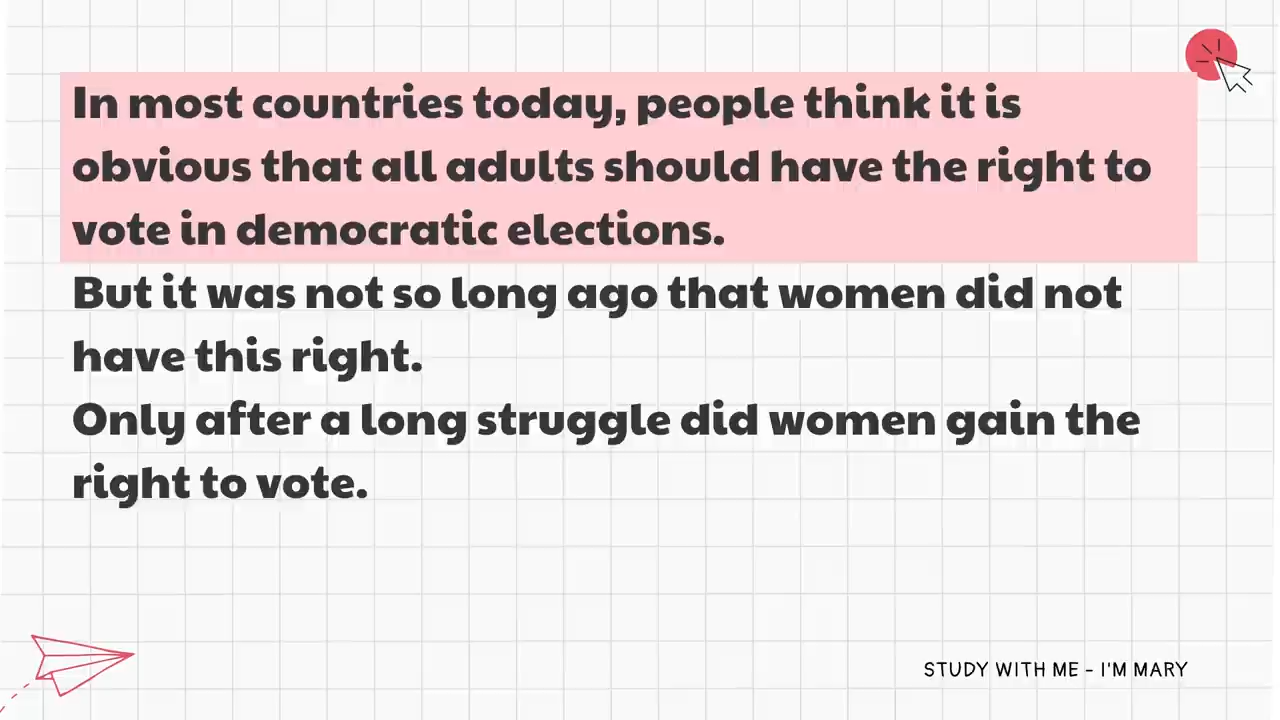 In most countries today, people think it is
obvious that all adults should have the right to
vote in democratic elections.
But it was not so long ago that women did not
have this right.
Only after a long struggle did women gain the
right to vote.
STUDY WITH ME - I'M MARY